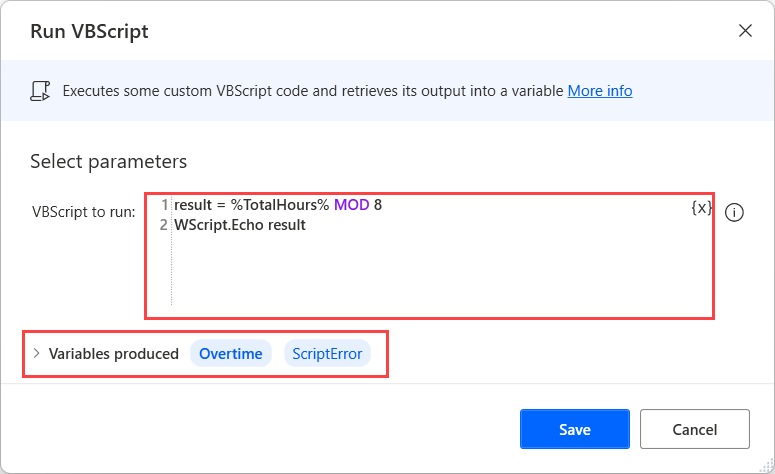 Run VBScript
Executes some custom VBScript code and retrieves its output into a variable More info
Select parameters
VBScript to run:
1 result = %TotalHours% MOD 8
{x}
2 WScript.Echo result
Variables produced Overtime ScriptError
Save Cancel